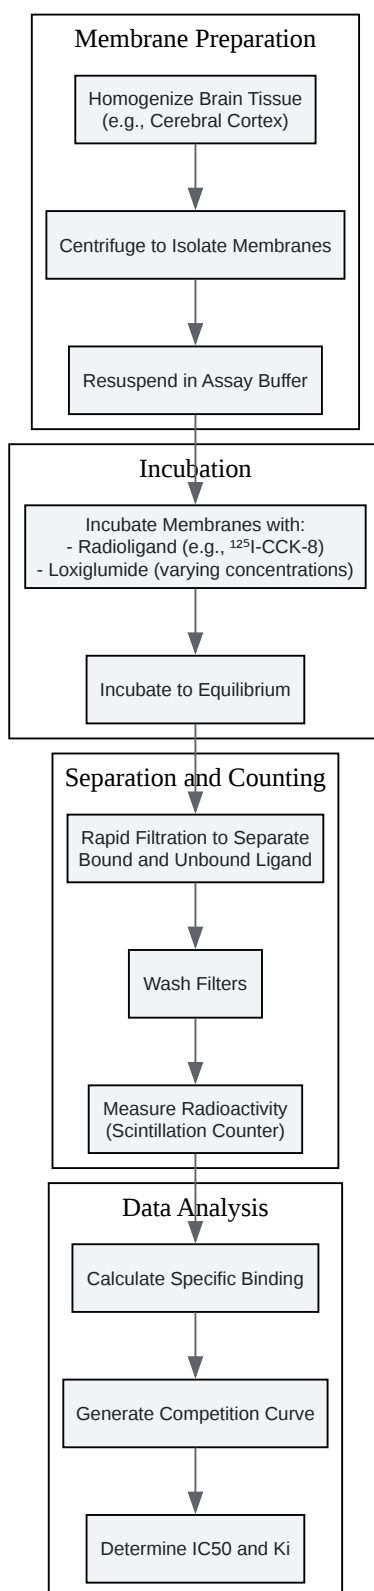 Membrane Preparation
Homogenize Brain Tissue
(e.g., Cerebral Cortex)
Centrifuge to Isolate Membranes
Resuspend in Assay Buffer
Incubation
Incubate Membranes with:
- Radioligand (e.g., ¹²⁵I-CCK-8)
- Loxiglumide (varying concentrations)
Incubate to Equilibrium
Separation and Counting
Rapid Filtration to Separate
Bound and Unbound Ligand
Wash Filters
Measure Radioactivity
(Scintillation Counter)
Data Analysis
Calculate Specific Binding
Generate Competition Curve
Determine IC50 and Ki